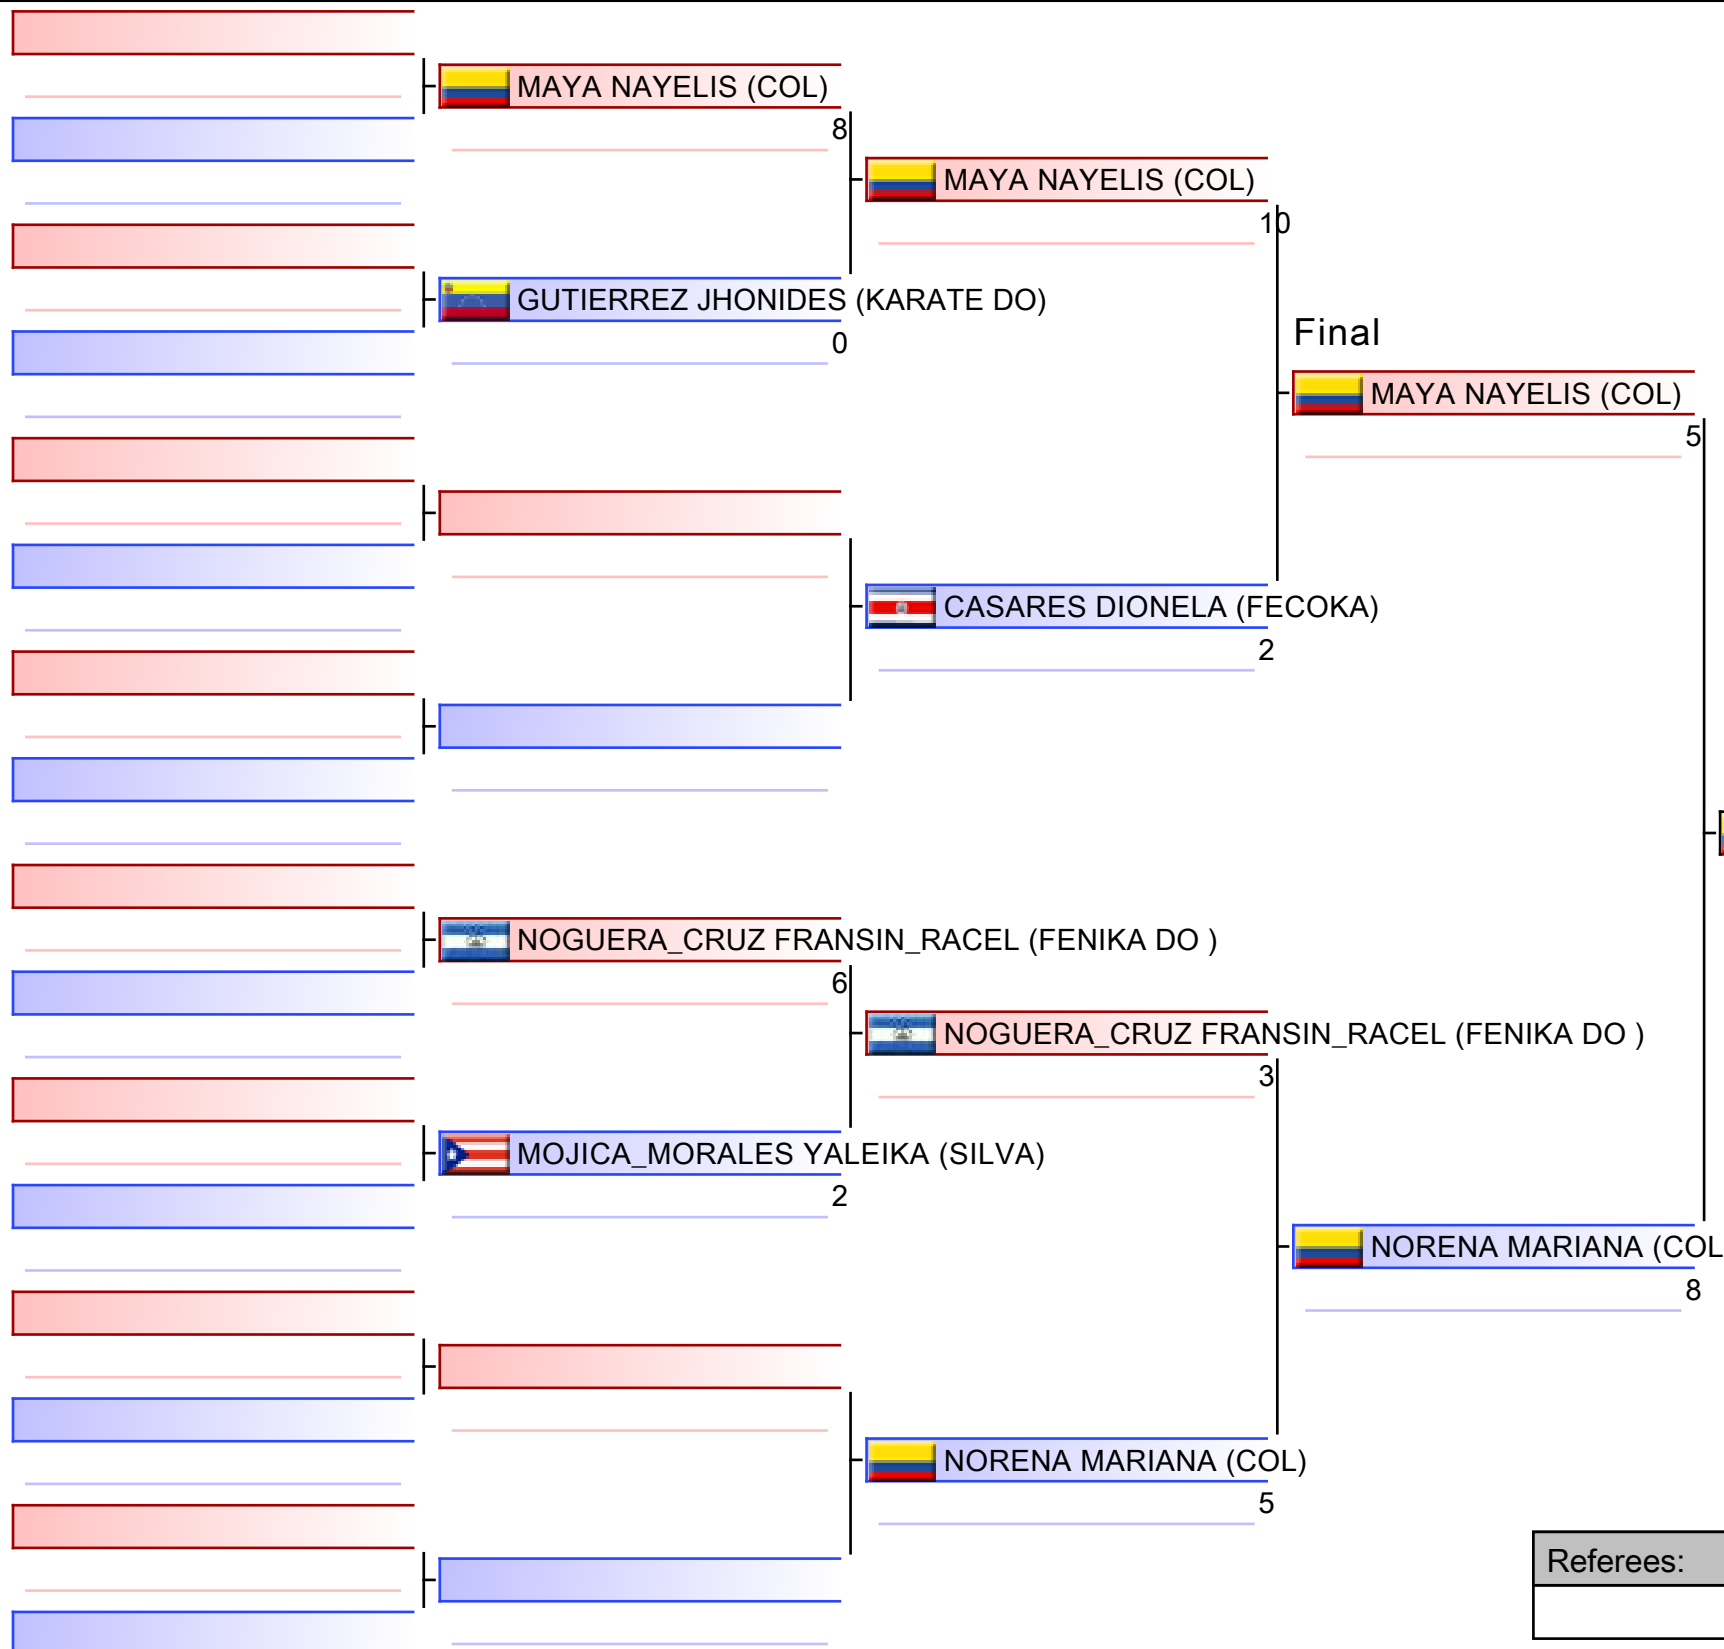 MAYA NAYELIS (COL)
8
MAYA NAYELIS (COL)
10
GUTIERREZ JHONIDES (KARATE DO)
0
Final
MAYA NAYELIS (COL)
5
CASARES DIONELA (FECOKA)
2
NOGUERA_CRUZ FRANSIN_RACEL (FENIKA DO )
6
NOGUERA_CRUZ FRANSIN_RACEL (FENIKA DO )
3
MOJICA_MORALES YALEIKA (SILVA)
2
NORENA MARIANA (COL
8
NORENA MARIANA (COL)
5
Referees: